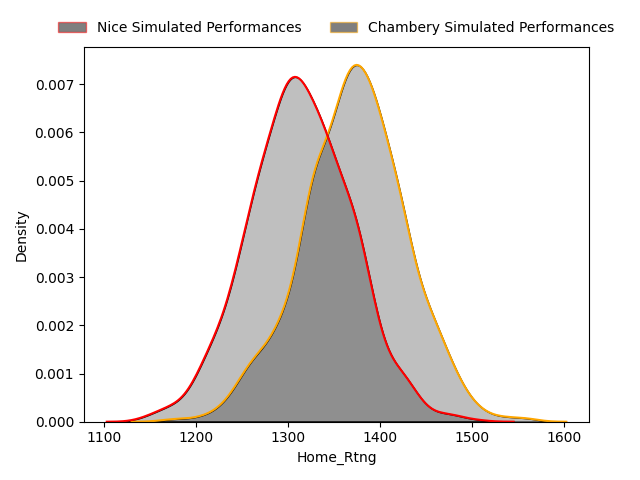 Nice Simulated Performances
Chambery Simulated Performances
0.007
0.006
0.005
0.004
0.003
0.002
0.001
0.000
Density
1100 1200 1300 1400 1500 1600
Home_Rtng